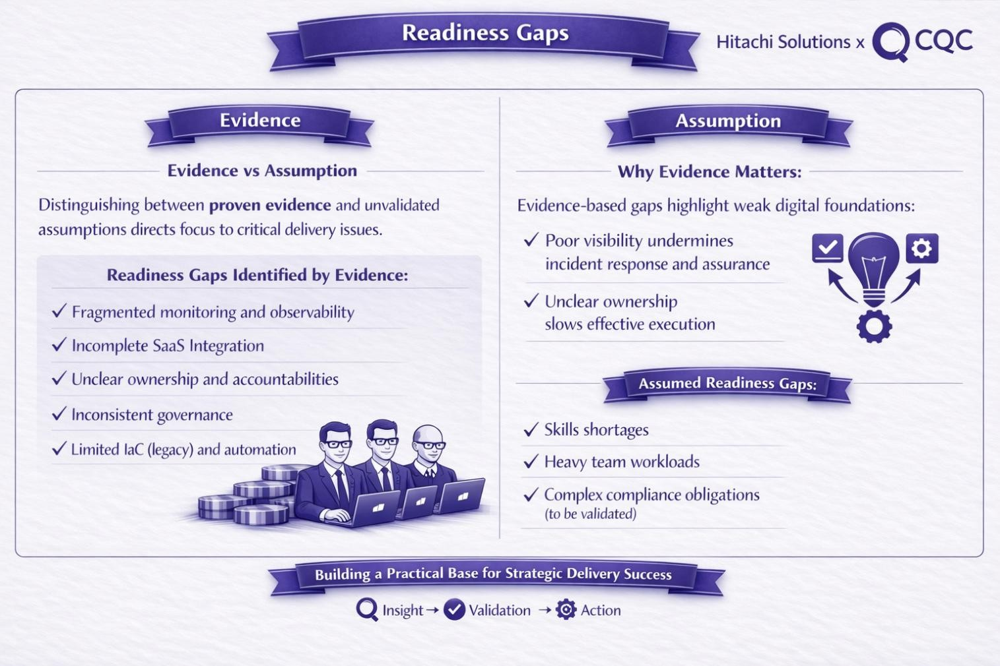 Readiness Gaps
Hitachi Solutions x CQC
Evidence
Evidence vs Assumption
Distinguishing between proven evidence and unvalidated
assumptions directs focus to critical delivery issues.
Readiness Gaps Identified by Evidence:
✓ Fragmented monitoring and observability
✓ Incomplete SaaS Integration
✓ Unclear ownership and accountabilities
✓ Inconsistent governance
✓ Limited IaC (legacy) and automation
Assumption
Why Evidence Matters:
Evidence-based gaps highlight weak digital foundations:
✓ Poor visibility undermines
incident response and assurance
✓ Unclear ownership
slows effective execution
Assumed Readiness Gaps:
✓ Skills shortages
✓ Heavy team workloads
✓ Complex compliance obligations
(to be validated)
Building a Practical Base for Strategic Delivery Success
Insight → Validation → Action